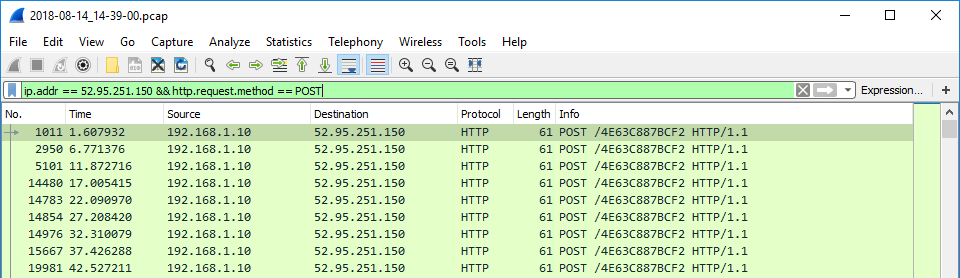 2018-08-14_14-39-00.pcap
File Edit View Go Capture Analyze Statistics Telephony Wireless Tools Help
ip.addr == 52.95.251.150 && http.request.method == POST Expression... +
No. Time Source Destination Protocol Length Info
1011 1.607932 192.168.1.10 52.95.251.150 HTTP 61 POST /4E63C887BCF2 HTTP/1.1
2950 6.771376 192.168.1.10 52.95.251.150 HTTP 61 POST /4E63C887BCF2 HTTP/1.1
5101 11.872716 192.168.1.10 52.95.251.150 HTTP 61 POST /4E63C887BCF2 HTTP/1.1
14480 17.005415 192.168.1.10 52.95.251.150 HTTP 61 POST /4E63C887BCF2 HTTP/1.1
14783 22.090970 192.168.1.10 52.95.251.150 HTTP 61 POST /4E63C887BCF2 HTTP/1.1
14854 27.208420 192.168.1.10 52.95.251.150 HTTP 61 POST /4E63C887BCF2 HTTP/1.1
14976 32.310079 192.168.1.10 52.95.251.150 HTTP 61 POST /4E63C887BCF2 HTTP/1.1
15667 37.426288 192.168.1.10 52.95.251.150 HTTP 61 POST /4E63C887BCF2 HTTP/1.1
19981 42.527211 192.168.1.10 52.95.251.150 HTTP 61 POST /4E63C887BCF2 HTTP/1.1